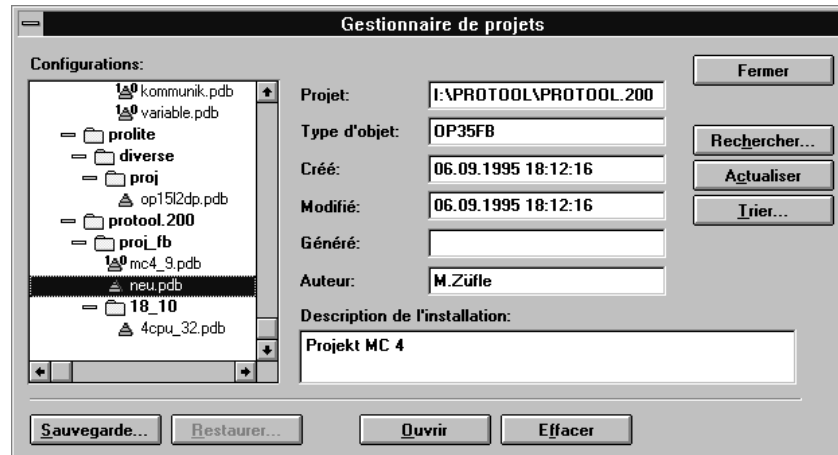 Gestionnaire de projets
Configurations:
kommunik.pdb
variable.pdb
prolite
diverse
proj
op15l2dp.pdb
protool.200
proj_fb
mc4_9.pdb
neu.pdb
18_10
4cpu_32.pdb
Projet: I:\PROTOOL\PROTOOL.200
Type d'objet: OP35FB
Créé: 06.09.1995 18:12:16
Modifié: 06.09.1995 18:12:16
Généré:
Auteur: M.Züfle
Description de l'installation:
Projekt MC 4
Fermer
Rechercher...
Actualiser
Trier...
Sauvegarde... Restaurer... Ouvrir Effacer